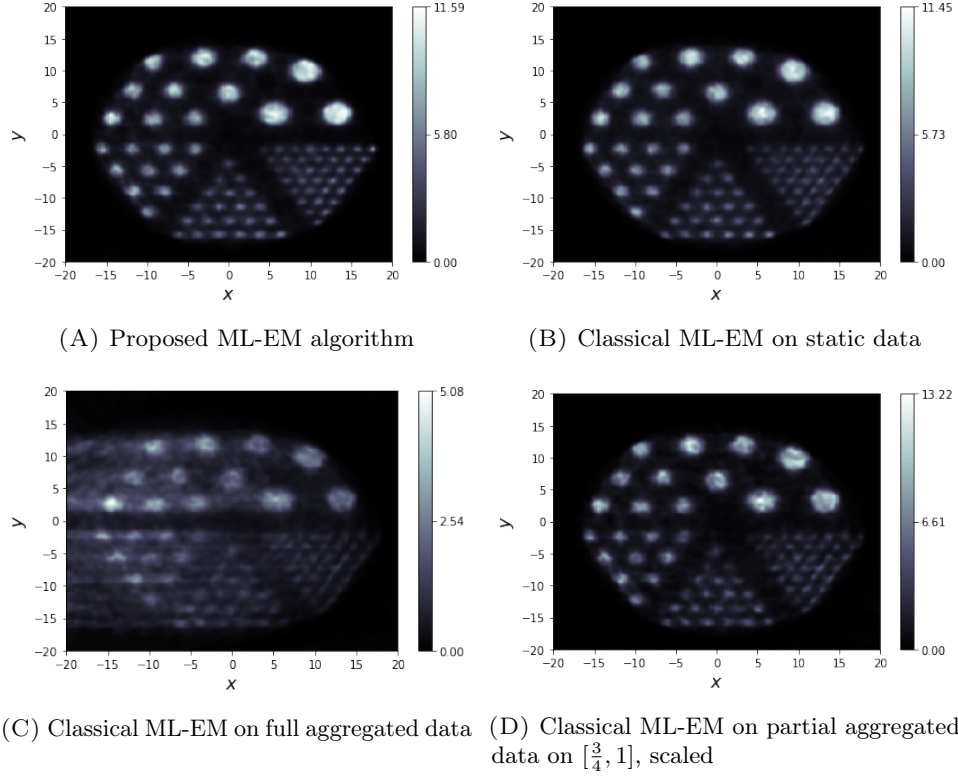 20
15
10
5
0
−5
−10
−15
−20
y
−20 −15 −10 −5 0 5 10 15 20
x
11.59
5.80
0.00
(A) Proposed ML-EM algorithm
20
15
10
5
0
−5
−10
−15
−20
y
−20 −15 −10 −5 0 5 10 15 20
x
11.45
5.73
0.00
(B) Classical ML-EM on static data
20
15
10
5
0
−5
−10
−15
−20
y
−20 −15 −10 −5 0 5 10 15 20
x
5.08
2.54
0.00
(C) Classical ML-EM on full aggregated data
20
15
10
5
0
−5
−10
−15
−20
y
−20 −15 −10 −5 0 5 10 15 20
x
13.22
6.61
0.00
(D) Classical ML-EM on partial aggregated
data on [3/4, 1], scaled